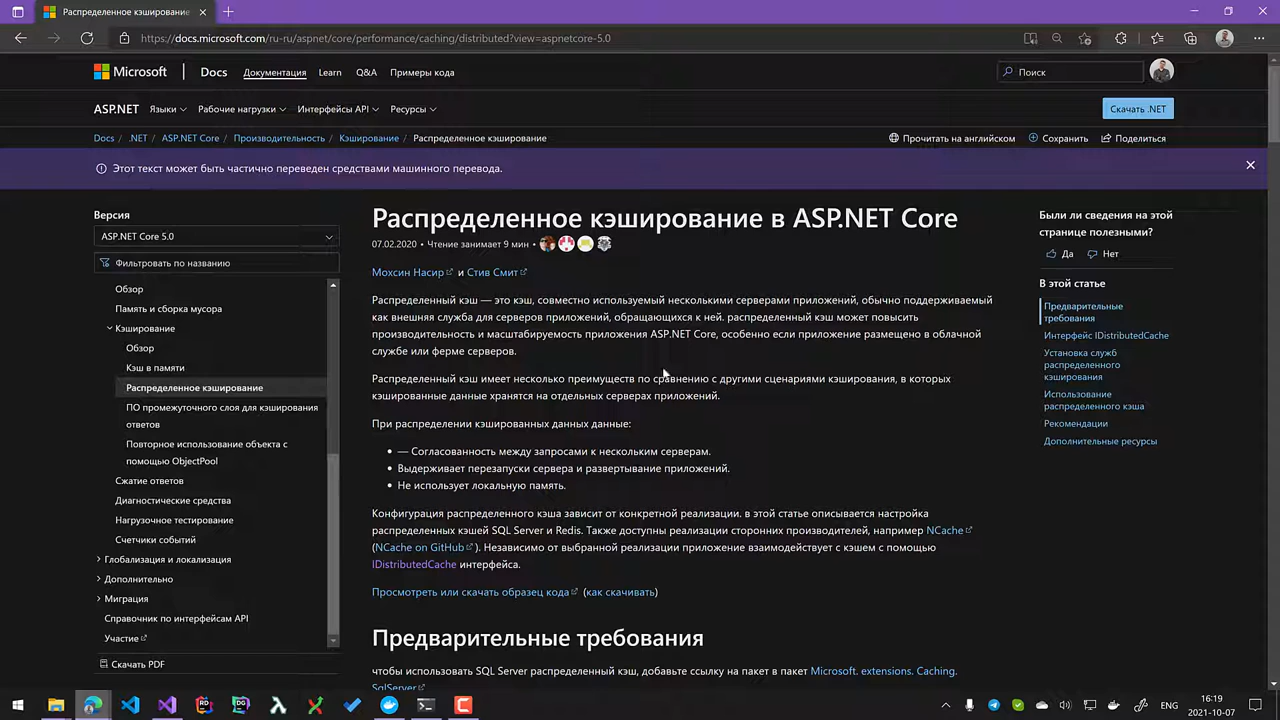 Распределенное кэширование
https://docs.microsoft.com/ru-ru/aspnet/core/performance/caching/distributed?view=aspnetcore-5.0
Microsoft
Docs
Документация
Learn
Q&A
Примеры кода
Поиск
ASP.NET
Языки
Рабочие нагрузки
Интерфейсы API
Ресурсы
Скачать .NET
Docs / .NET / ASP.NET Core / Производительность / Кэширование / Распределенное кэширование
Прочитать на английском
Сохранить
Поделиться
Этот текст может быть частично переведен средствами машинного перевода.
Версия
ASP.NET Core 5.0
Фильтровать по названию
Обзор
Память и сборка мусора
Кэширование
Обзор
Кэш в памяти
Распределенное кэширование
ПО промежуточного слоя для кэширования
ответов
Повторное использование объекта с
помощью ObjectPool
Сжатие ответов
Диагностические средства
Нагрузочное тестирование
Счетчики событий
Глобализация и локализация
Дополнительно
Миграция
Справочник по интерфейсам API
Участие
Скачать PDF
Распределенное кэширование в ASP.NET Core
07.02.2020 • Чтение занимает 9 мин •
Мохсин Насир и Стив Смит
Распределенный кэш — это кэш, совместно используемый несколькими серверами приложений, обычно поддерживаемый
как внешняя служба для серверов приложений, обращающихся к ней. распределенный кэш может повысить
производительность и масштабируемость приложения ASP.NET Core, особенно если приложение размещено в облачной
службе или ферме серверов.
Распределенный кэш имеет несколько преимуществ по сравнению с другими сценариями кэширования, в которых
кэшированные данные хранятся на отдельных серверах приложений.
При распределении кэшированных данных данные:
• — Согласованность между запросами к нескольким серверам.
• Выдерживает перезапуски сервера и развертывание приложений.
• Не использует локальную память.
Конфигурация распределенного кэша зависит от конкретной реализации. в этой статье описывается настройка
распределенных кэшей SQL Server и Redis. Также доступны реализации сторонних производителей, например NCache
(NCache on GitHub ). Независимо от выбранной реализации приложение взаимодействует с кэшем с помощью
IDistributedCache интерфейса.
Просмотреть или скачать образец кода (как скачивать)
Предварительные требования
чтобы использовать SQL Server распределенный кэш, добавьте ссылку на пакет в пакет Microsoft. extensions. Caching.
SqlServer
Были ли сведения на этой
странице полезными?
Да
Нет
В этой статье
Предварительные
требования
Интерфейс IDistributedCache
Установка служб
распределенного
кэширования
Использование
распределенного кэша
Рекомендации
Дополнительные ресурсы
ENG
16:19
2021-10-07